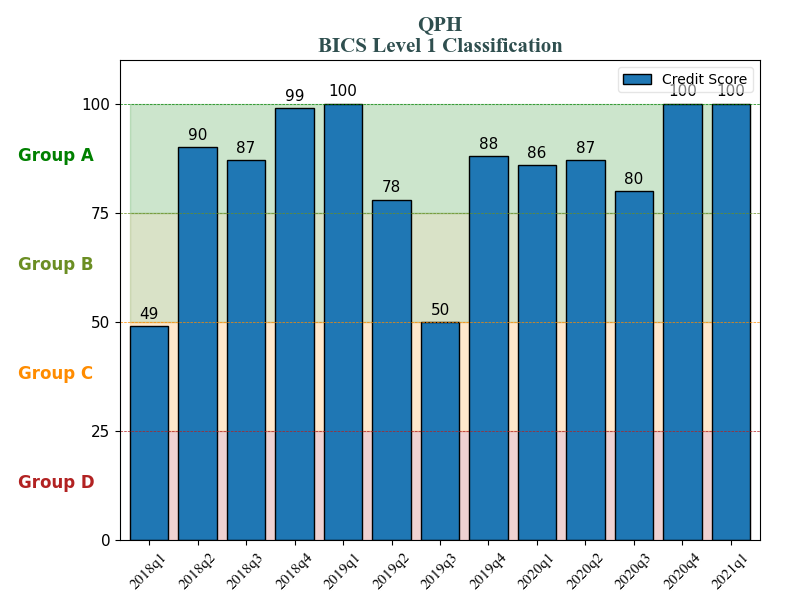 QPH
BICS Level 1 Classification
Credit Score
100
75
50
25
0
Group A
Group B
Group C
Group D
49
90
87
99
100
78
50
88
86
87
80
100
100
2018q1
2018q2
2018q3
2018q4
2019q1
2019q2
2019q3
2019q4
2020q1
2020q2
2020q3
2020q4
2021q1